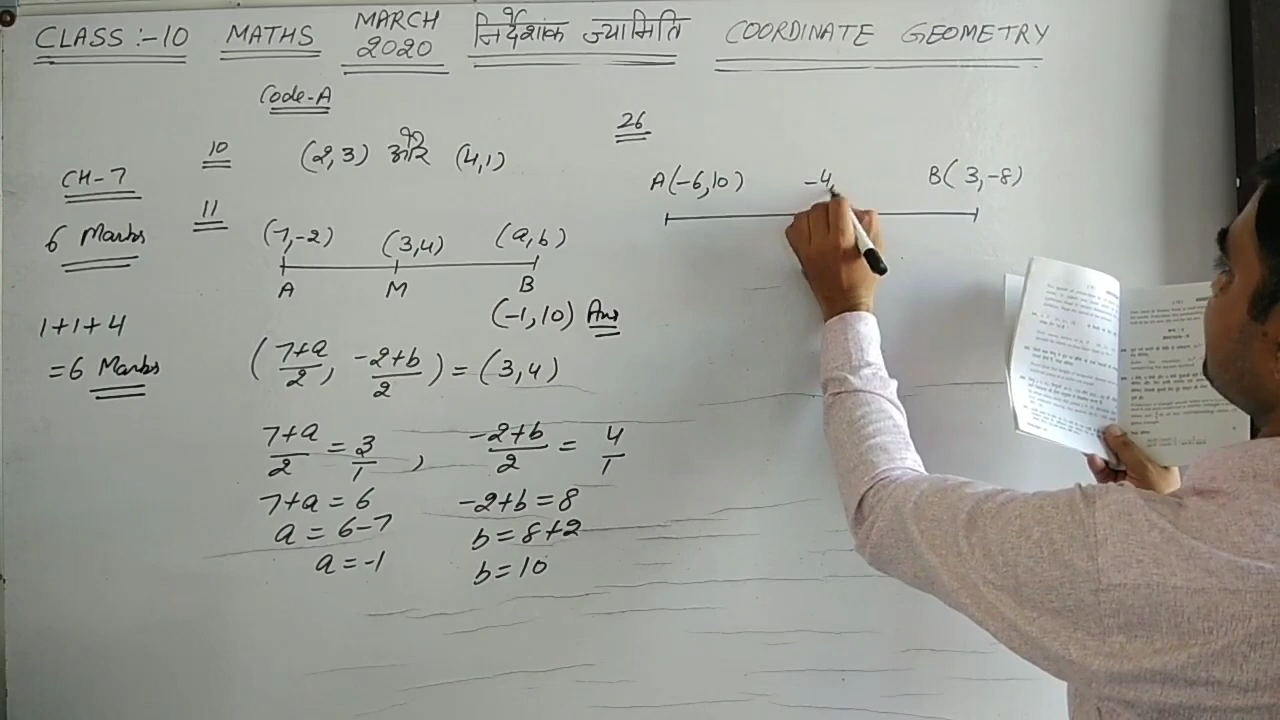 CLASS :- 10 MATHS MARCH 2020 निर्देशांक ज्यामिति COORDINATE GEOMETRY
Code-A
CH-7
6 Marks
1+1+4
=6 Marks
10 (2,3) और (4,1)
11
(7,-2) (3,4) (a,b)
A M B
(-1,10) Ans
(7+a/2, -2+b/2) = (3,4)
7+a/2 = 3/1 , -2+b/2 = 4/1
7+a = 6 -2+b = 8
a = 6-7 b = 8+2
a = -1 b = 10
26
A(-6,10) -4, B(3,-8)